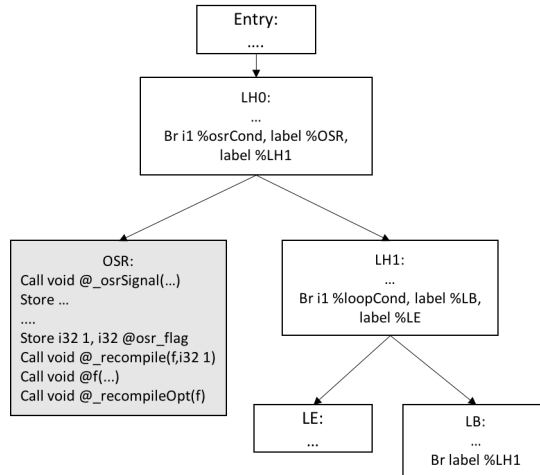 Entry:
....
LH0:
...
Br i1 %osrCond, label %OSR,
label %LH1
OSR:
Call void @_osrSignal(...)
Store ...
....
Store i32 1, i32 @osr_flag
Call void @_recompile(f,i32 1)
Call void @f(...)
Call void @_recompileOpt(f)
LH1:
...
Br i1 %loopCond, label %LB,
label %LE
LE:
...
LB:
...
Br label %LH1